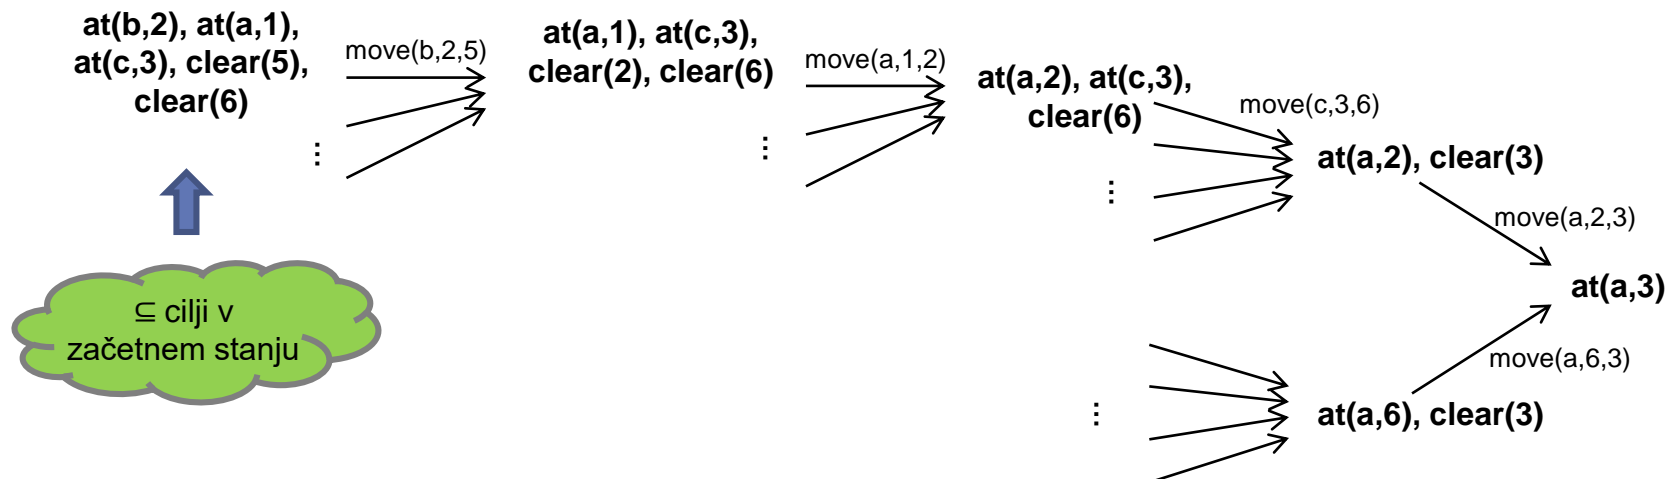 at(b,2), at(a,1),
at(c,3), clear(5),
clear(6)
move(b,2,5)
at(a,1), at(c,3),
clear(2), clear(6)
move(a,1,2)
at(a,2), at(c,3),
clear(6)
move(c,3,6)
at(a,2), clear(3)
move(a,2,3)
at(a,3)
move(a,6,3)
at(a,6), clear(3)
...
...
...
...
⊆ cilji v
začetnem stanju